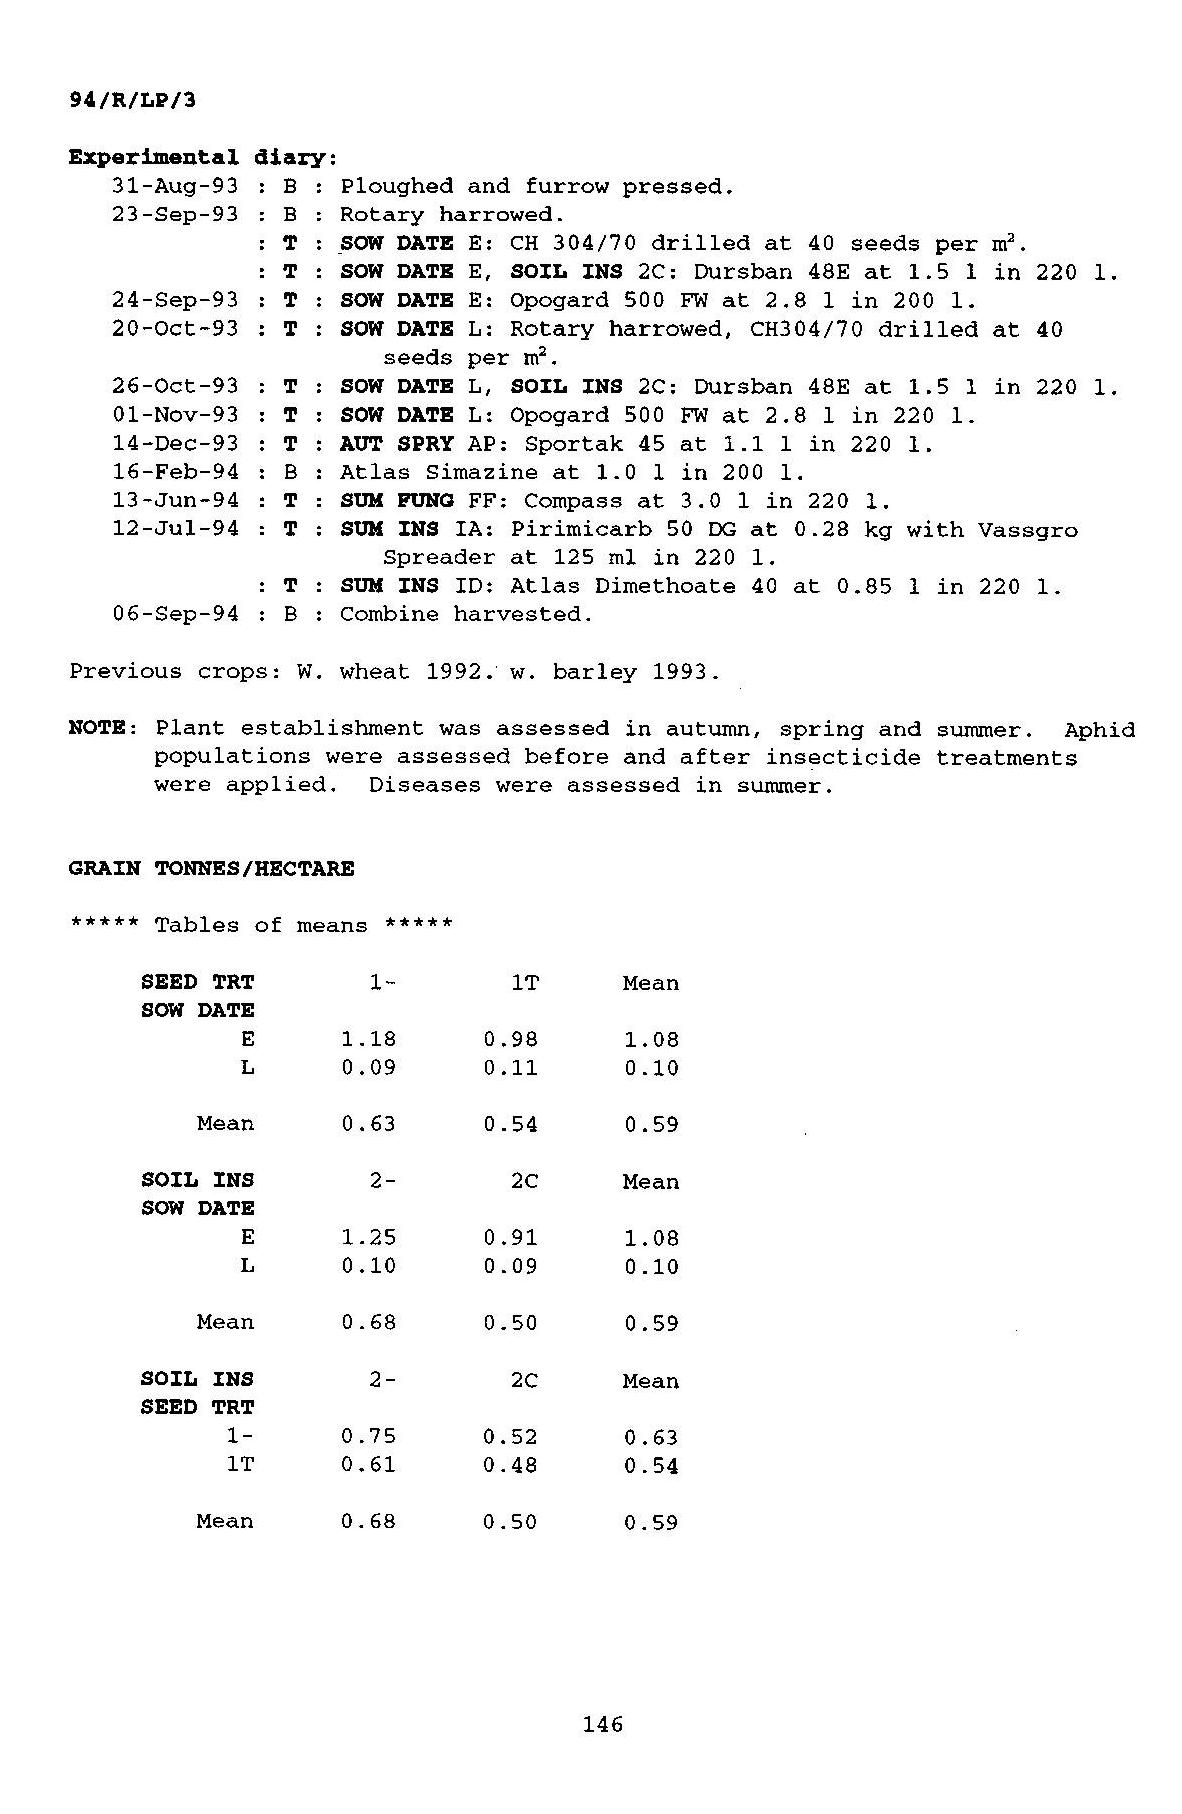 94/R/LP/3
Experimental diary:
31-Aug-93 : B : Ploughed and furrow pressed.
23-Sep-93 : B : Rotary harrowed.
: T : SOW DATE E: CH 304/70 drilled at 40 seeds per m².
: T : SOW DATE E, SOIL INS 2C: Dursban 48E at 1.5 l in 220 l.
24-Sep-93 : T : SOW DATE E: Opogard 500 FW at 2.8 l in 200 l.
20-Oct-93 : T : SOW DATE L: Rotary harrowed, CH304/70 drilled at 40
seeds per m².
26-Oct-93 : T : SOW DATE L, SOIL INS 2C: Dursban 48E at 1.5 l in 220 l.
01-Nov-93 : T : SOW DATE L: Opogard 500 FW at 2.8 l in 220 l.
14-Dec-93 : T : AUT SPRY AP: Sportak 45 at 1.1 l in 220 l.
16-Feb-94 : B : Atlas Simazine at 1.0 l in 200 l.
13-Jun-94 : T : SUM FUNG FF: Compass at 3.0 l in 220 l.
12-Jul-94 : T : SUM INS IA: Pirimicarb 50 DG at 0.28 kg with Vassgro
Spreader at 125 ml in 220 l.
: T : SUM INS ID: Atlas Dimethoate 40 at 0.85 l in 220 l.
06-Sep-94 : B : Combine harvested.
Previous crops: W. wheat 1992. w. barley 1993.
NOTE: Plant establishment was assessed in autumn, spring and summer. Aphid
populations were assessed before and after insecticide treatments
were applied. Diseases were assessed in summer.
GRAIN TONNES/HECTARE
***** Tables of means *****
SEED TRT 1- 1T Mean
SOW DATE
E 1.18 0.98 1.08
L 0.09 0.11 0.10
Mean 0.63 0.54 0.59
SOIL INS 2- 2C Mean
SOW DATE
E 1.25 0.91 1.08
L 0.10 0.09 0.10
Mean 0.68 0.50 0.59
SOIL INS 2- 2C Mean
SEED TRT
1- 0.75 0.52 0.63
1T 0.61 0.48 0.54
Mean 0.68 0.50 0.59
146